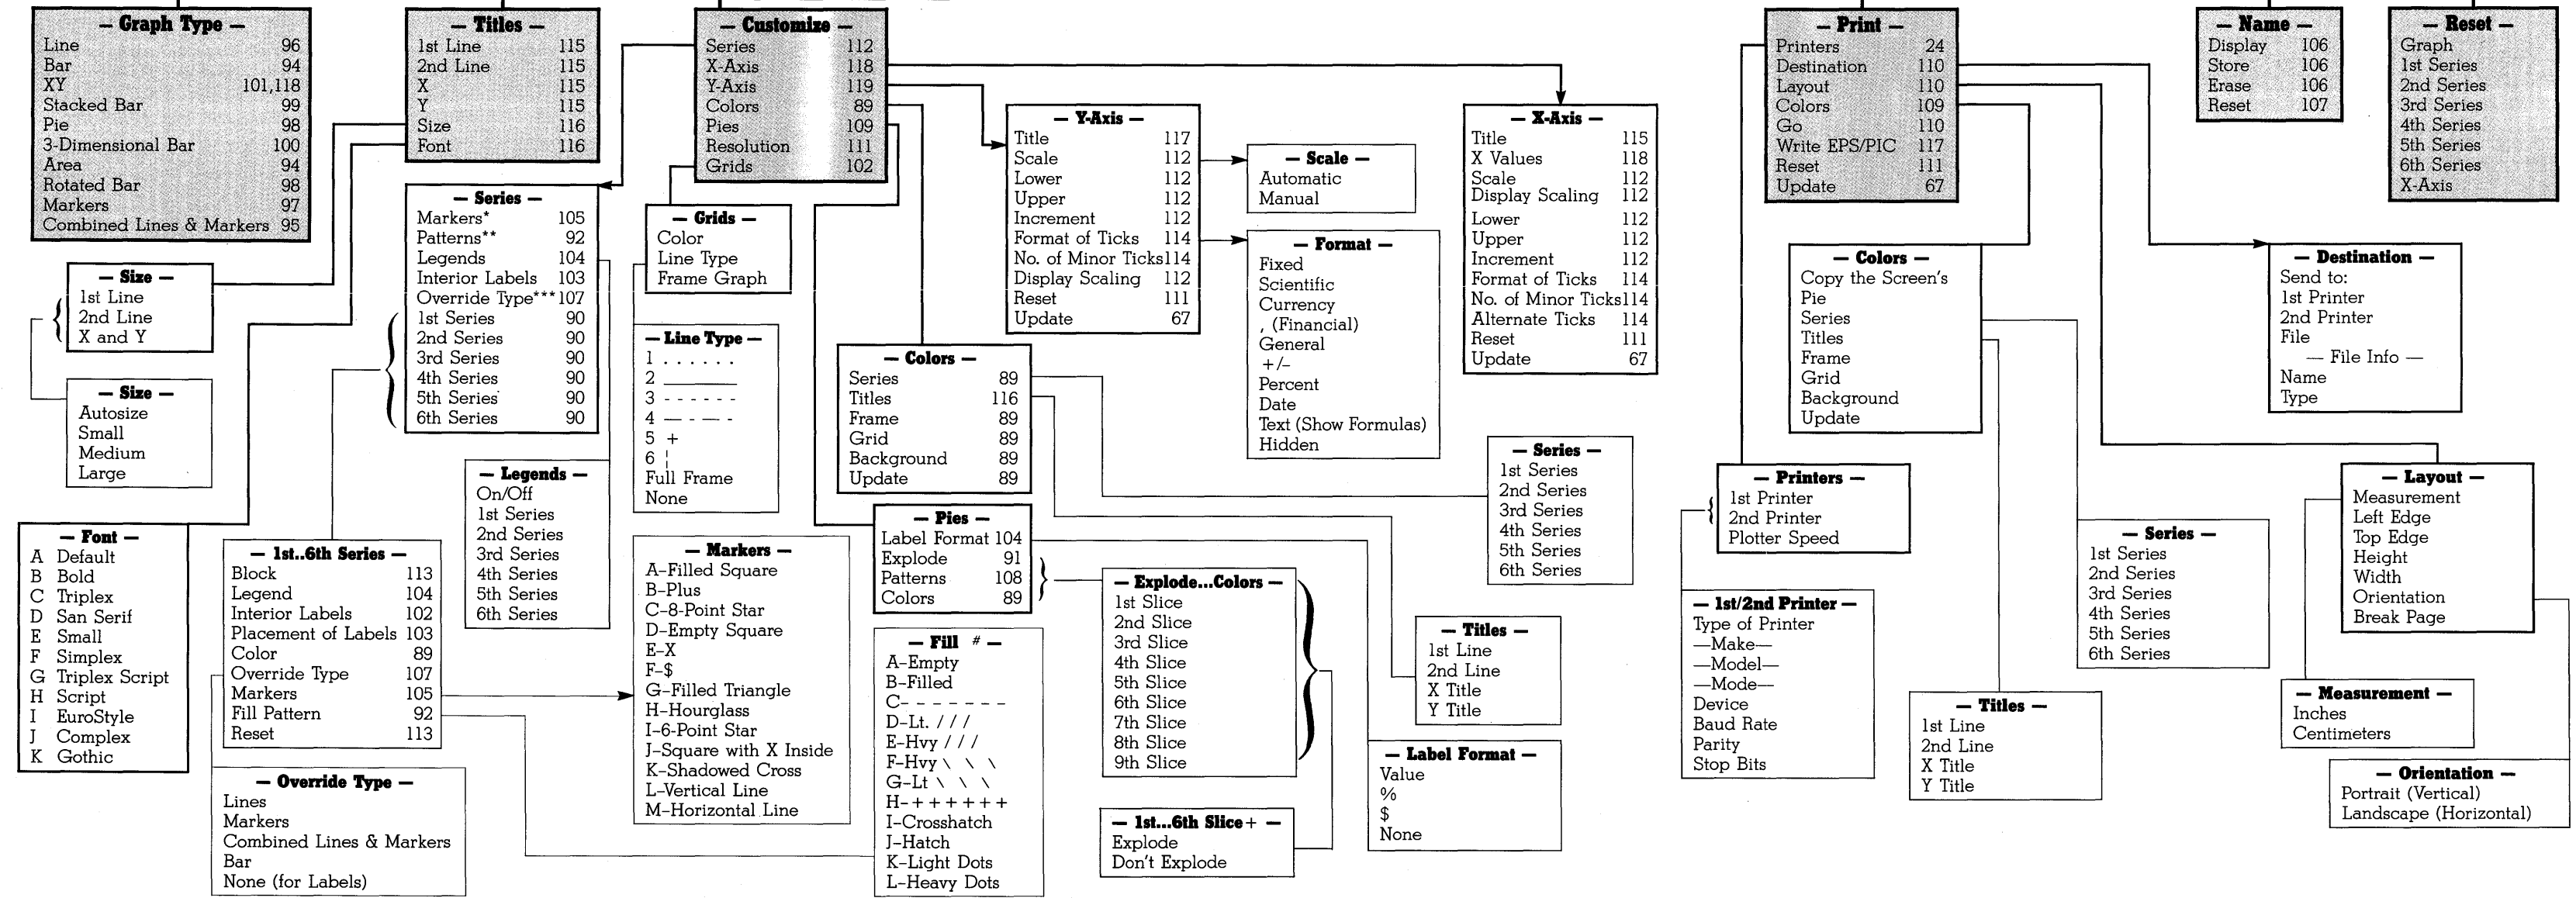 — Graph Type —
Line 96
Bar 94
XY 101,118
Stacked Bar 99
Pie 98
3-Dimensional Bar 100
Area 94
Rotated Bar 98
Markers 97
Combined Lines & Markers 95
— Titles —
1st Line 115
2nd Line 115
X 115
Y 115
Size 116
Font 116
— Customize —
Series 112
X-Axis 118
Y-Axis 119
Colors 89
Pies 109
Resolution 111
Grids 102
— Print —
Printers 24
Destination 110
Layout 110
Colors 109
Go 110
Write EPS/PIC 117
Reset 111
Update 67
— Name —
Display 106
Store 106
Erase 106
Reset 107
— Reset —
Graph
1st Series
2nd Series
3rd Series
4th Series
5th Series
6th Series
X-Axis
— Size —
1st Line
2nd Line
X and Y
— Size —
Autosize
Small
Medium
Large
— Font —
A Default
B Bold
C Triplex
D San Serif
E Small
F Simplex
G Triplex Script
H Script
I EuroStyle
J Complex
K Gothic
— Series —
Markers* 105
Patterns** 92
Legends 104
Interior Labels 103
Override Type*** 107
1st Series 90
2nd Series 90
3rd Series 90
4th Series 90
5th Series 90
6th Series 90
— Legends —
On/Off
1st Series
2nd Series
3rd Series
4th Series
5th Series
6th Series
— 1st..6th Series —
Block 113
Legend 104
Interior Labels 102
Placement of Labels 103
Color 89
Override Type 107
Markers 105
Fill Pattern 92
Reset 113
— Override Type —
Lines
Markers
Combined Lines & Markers
Bar
None (for Labels)
— Grids —
Color
Line Type
Frame Graph
— Line Type —
1 . . . . . .
2 ________
3 - - - - - -
4 — - — - -
5 +
6 ¦
Full Frame
None
— Markers —
A–Filled Square
B–Plus
C–8-Point Star
D–Empty Square
E–X
F–$
G–Filled Triangle
H–Hourglass
I–6-Point Star
J–Square with X Inside
K–Shadowed Cross
L–Vertical Line
M–Horizontal Line
— Y-Axis —
Title 117
Scale 112
Lower 112
Upper 112
Increment 112
Format of Ticks 114
No. of Minor Ticks 114
Display Scaling 112
Reset 111
Update 67
— Scale —
Automatic
Manual
— Format —
Fixed
Scientific
Currency
, (Financial)
General
+/–
Percent
Date
Text (Show Formulas)
Hidden
— X-Axis —
Title 115
X Values 118
Scale 112
Display Scaling 112
Lower 112
Upper 112
Increment 112
Format of Ticks 114
No. of Minor Ticks 114
Alternate Ticks 114
Reset 111
Update 67
— Colors —
Series 89
Titles 116
Frame 89
Grid 89
Background 89
Update 89
— Pies —
Label Format 104
Explode 91
Patterns 108
Colors 89
— Fill # —
A–Empty
B–Filled
C- - - - - - -
D–Lt. / / /
E–Hvy / / /
F–Hvy \ \ \
G–Lt \ \ \
H–+ + + + + +
I–Crosshatch
J–Hatch
K–Light Dots
L–Heavy Dots
— Explode...Colors —
1st Slice
2nd Slice
3rd Slice
4th Slice
5th Slice
6th Slice
7th Slice
8th Slice
9th Slice
— 1st...6th Slice+ —
Explode
Don't Explode
— Series —
1st Series
2nd Series
3rd Series
4th Series
5th Series
6th Series
— Titles —
1st Line
2nd Line
X Title
Y Title
— Label Format —
Value
%
$
None
— Colors —
Copy the Screen's
Pie
Series
Titles
Frame
Grid
Background
Update
— Destination —
Send to:
1st Printer
2nd Printer
File
— File Info —
Name
Type
— Printers —
1st Printer
2nd Printer
Plotter Speed
— 1st/2nd Printer —
Type of Printer
—Make—
—Model—
—Mode—
Device
Baud Rate
Parity
Stop Bits
— Series —
1st Series
2nd Series
3rd Series
4th Series
5th Series
6th Series
— Titles —
1st Line
2nd Line
X Title
Y Title
— Layout —
Measurement
Left Edge
Top Edge
Height
Width
Orientation
Break Page
— Measurement —
Inches
Centimeters
— Orientation —
Portrait (Vertical)
Landscape (Horizontal)